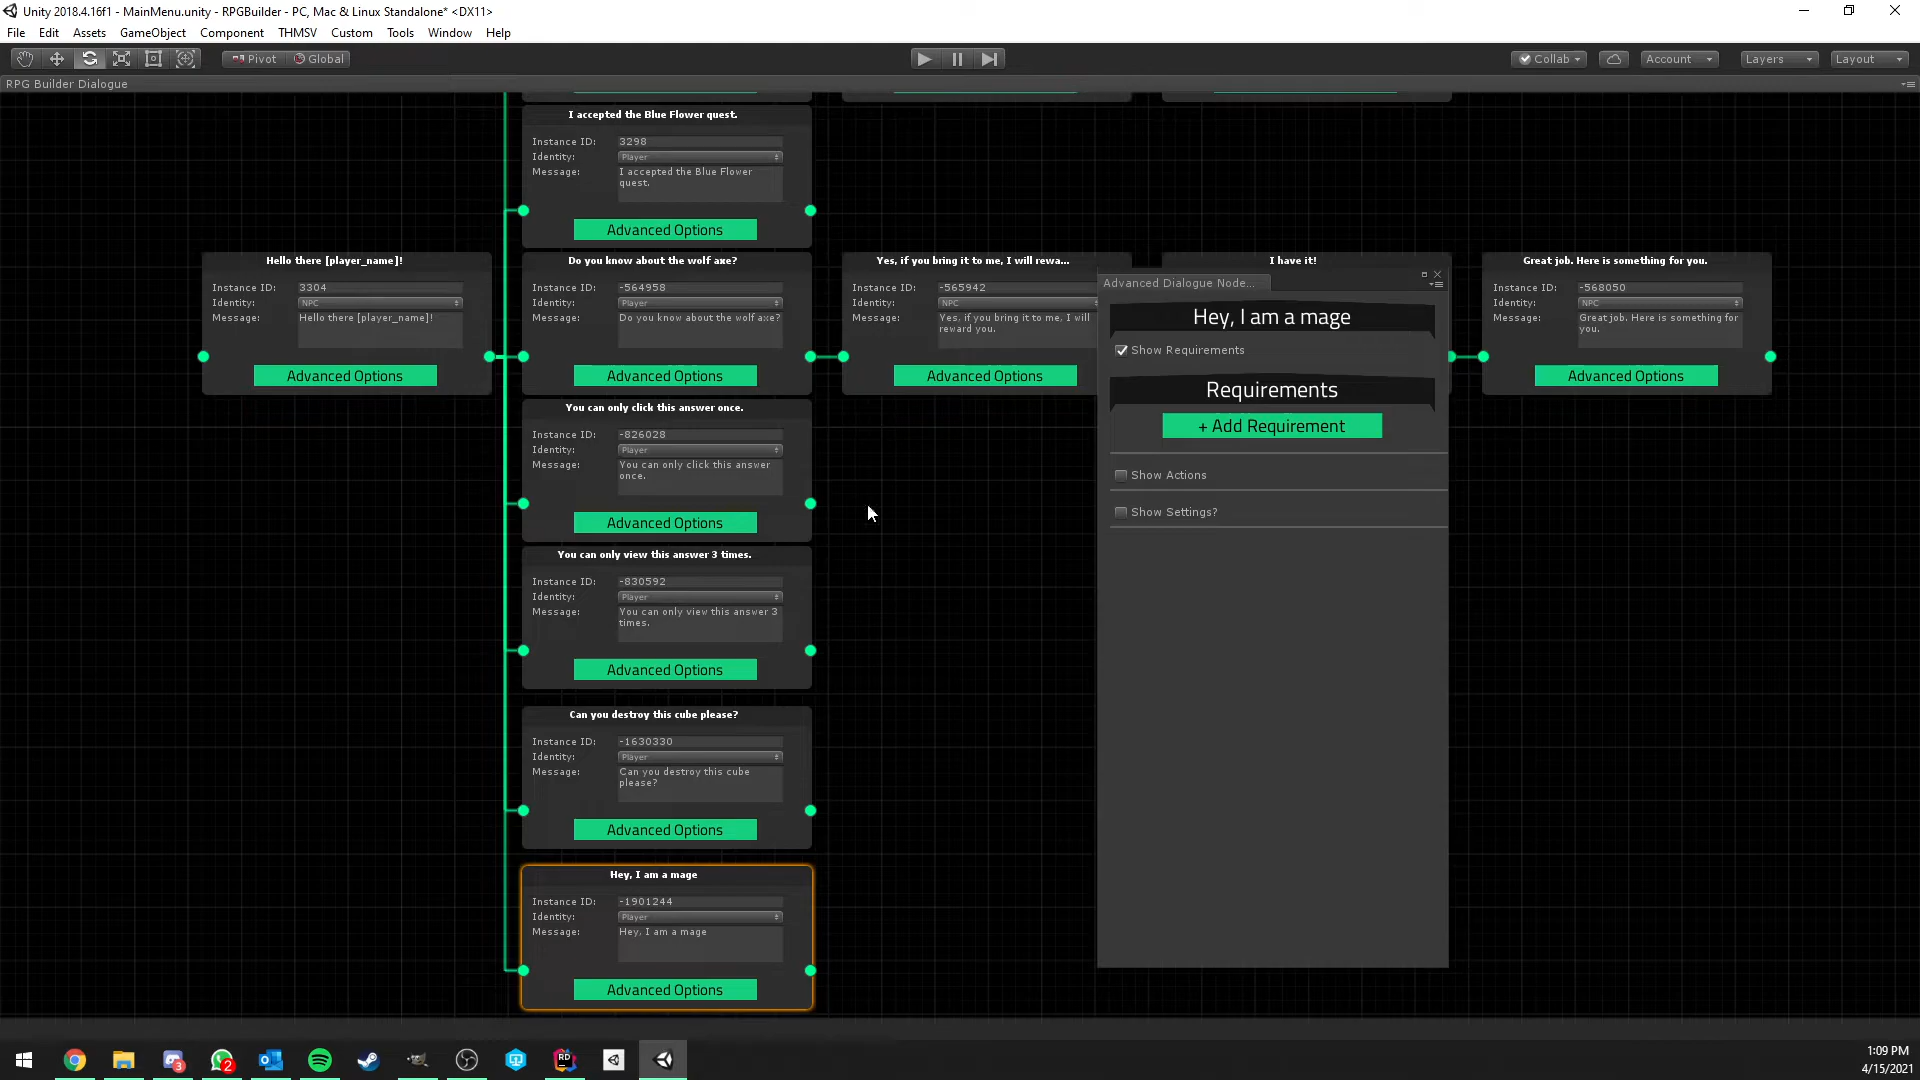 Unity 2018.4.16f1 - MainMenu.unity - RPGBuilder - PC, Mac & Linux Standalone* <DX11>
File Edit Assets GameObject Component THMSV Custom Tools Window Help
Pivot Global Collab Account Layers Layout
RPG Builder Dialogue
I accepted the Blue Flower quest.
Instance ID: 3298
Identity: Player
Message: I accepted the Blue Flower
quest.
Advanced Options
Hello there [player_name]!
Instance ID: 3304
Identity: NPC
Message: Hello there [player_name]!
Advanced Options
Do you know about the wolf axe?
Instance ID: -564958
Identity: Player
Message: Do you know about the wolf axe?
Advanced Options
Yes, if you bring it to me, I will rewa...
Instance ID: -565942
Identity: NPC
Message: Yes, if you bring it to me, I will
reward you.
Advanced Options
I have it!
Great job. Here is something for you.
Instance ID: -568050
Identity: NPC
Message: Great job. Here is something for
you.
Advanced Options
Advanced Dialogue Node...
Hey, I am a mage
Show Requirements
Requirements
+ Add Requirement
Show Actions
Show Settings?
You can only click this answer once.
Instance ID: -826028
Identity: Player
Message: You can only click this answer
once.
Advanced Options
You can only view this answer 3 times.
Instance ID: -830592
Identity: Player
Message: You can only view this answer 3
times.
Advanced Options
Can you destroy this cube please?
Instance ID: -1630330
Identity: Player
Message: Can you destroy this cube
please?
Advanced Options
Hey, I am a mage
Instance ID: -1901244
Identity: Player
Message: Hey, I am a mage
Advanced Options
3
2
RD
1:09 PM
4/15/2021